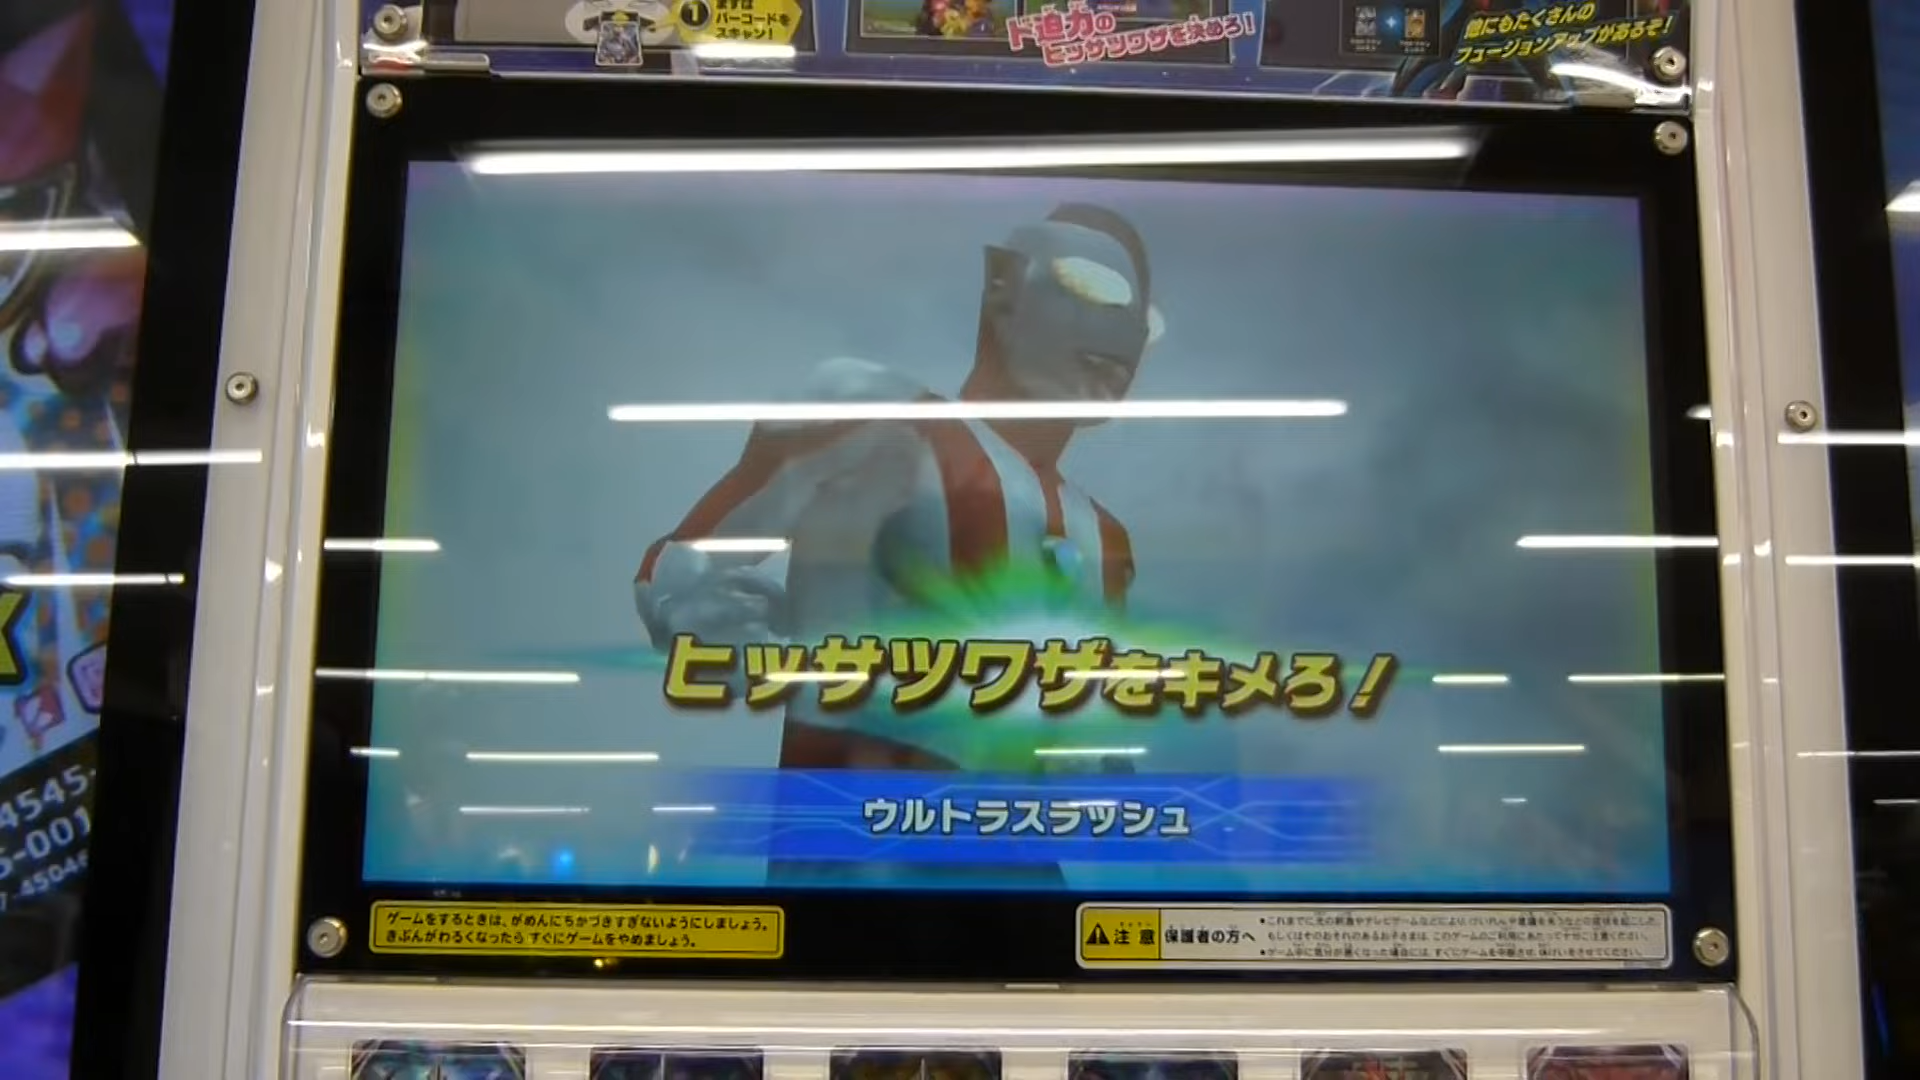 1 まずは
バーコードを
スキャン!
ド迫力の
ヒッサツワザを決めろ!
他にもたくさんの
フュージョンアップがあるぞ!
ヒッサツワザをキメろ!
ウルトラスラッシュ
4545-
5-001
7-4504
ゲームをするときは、がめんにちかづきすぎないようにしましょう。
きぶんがわるくなったら すぐにゲームをやめましょう。
注意 保護者の方へ